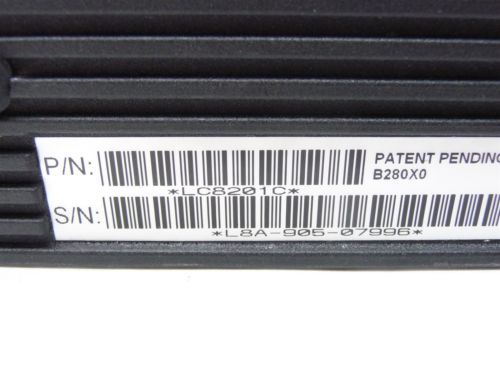 P/N:
*LC8201C*
PATENT PENDING
B280X0
S/N:
*L8A-905-07996*